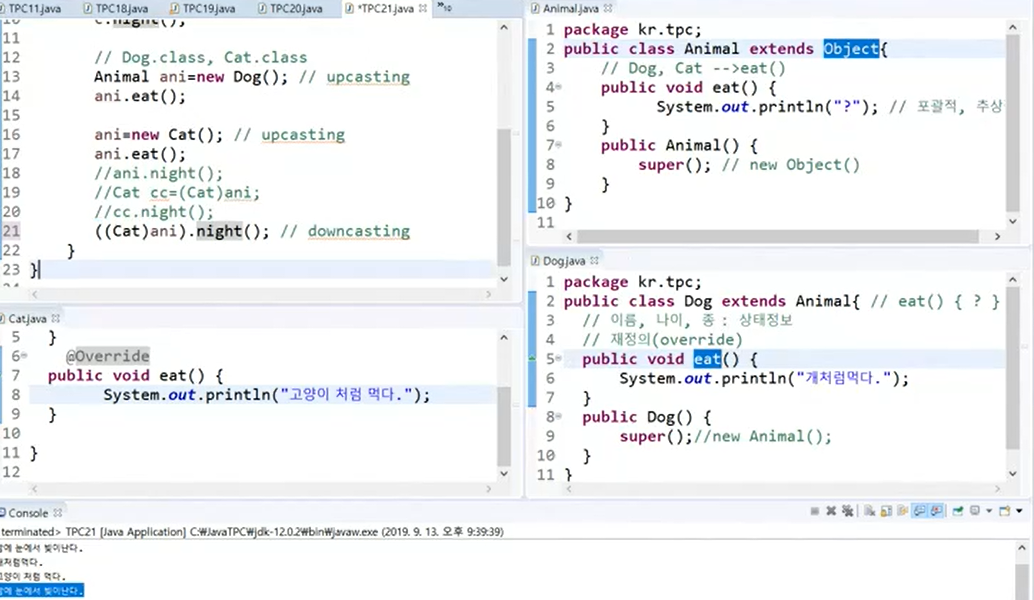 TPC11.java TPC18.java TPC19.java TPC20.java *TPC21.java »10
10 c.night();
11
12 // Dog.class, Cat.class
13 Animal ani=new Dog(); // upcasting
14 ani.eat();
15
16 ani=new Cat(); // upcasting
17 ani.eat();
18 //ani.night();
19 //Cat cc=(Cat)ani;
20 //cc.night();
21 ((Cat)ani).night(); // downcasting
22 }
23 }
Cat.java
5 }
6 @Override
7 public void eat() {
8 System.out.println("고양이 처럼 먹다.");
9 }
10
11 }
12
Animal.java
1 package kr.tpc;
2 public class Animal extends Object{
3 // Dog, Cat -->eat()
4 public void eat() {
5 System.out.println("?"); // 포괄적, 추상
6 }
7 public Animal() {
8 super(); // new Object()
9 }
10 }
11
Dog.java
1 package kr.tpc;
2 public class Dog extends Animal{ // eat() { ? }
3 // 이름, 나이, 종 : 상태정보
4 // 재정의(override)
5 public void eat() {
6 System.out.println("개처럼먹다.");
7 }
8 public Dog() {
9 super();//new Animal();
10 }
11 }
Console
terminated> TPC21 [Java Application] C:₩JavaTPC₩jdk-12.0.2₩bin₩javaw.exe (2019. 9. 13. 오후 9:39:39)
밤에 눈에서 빛이난다.
개처럼먹다.
고양이 처럼 먹다.
밤에 눈에서 빛이난다.